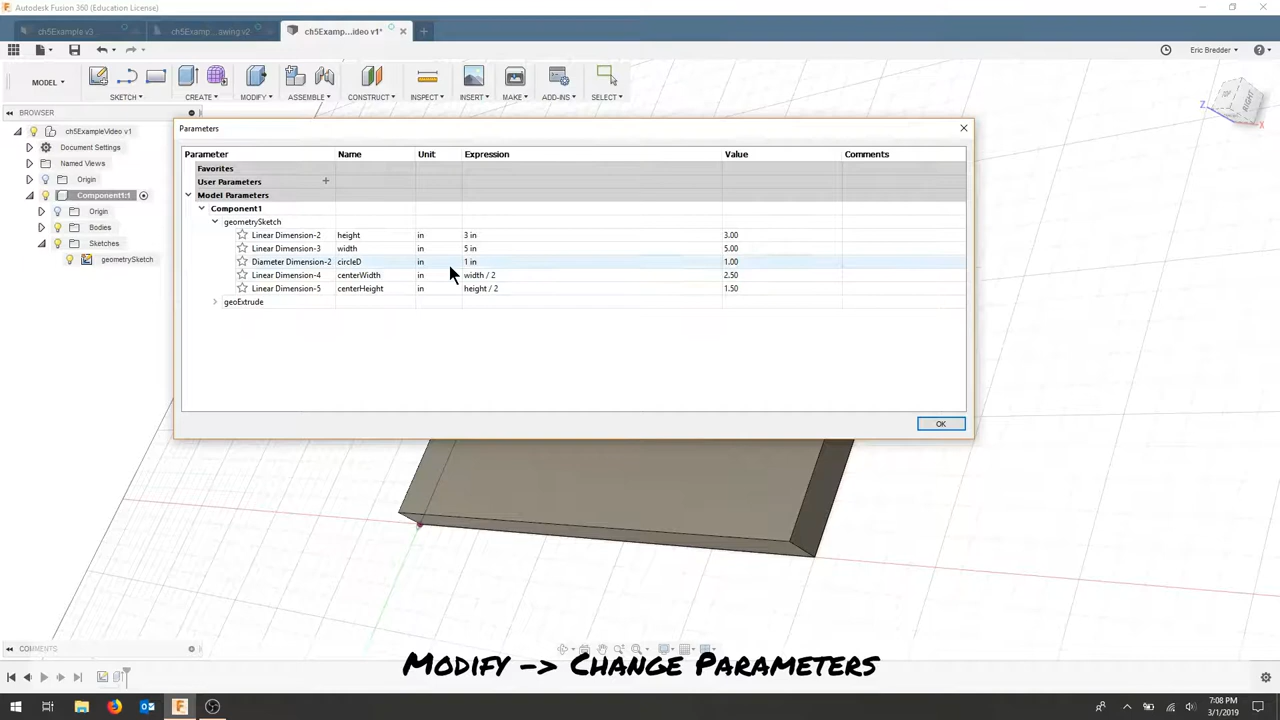 Autodesk Fusion 360 (Education License)
ch5Example v3
ch5Examp...awing v2
ch5Examp...ideo v1*
Eric Bredder
MODEL
SKETCH
CREATE
MODIFY
ASSEMBLE
CONSTRUCT
INSPECT
INSERT
MAKE
ADD-INS
SELECT
BROWSER
ch5ExampleVideo v1
Document Settings
Named Views
Origin
Component1:1
Origin
Bodies
Sketches
geometrySketch
Parameters
Parameter Name Unit Expression Value Comments
Favorites
User Parameters +
Model Parameters
Component1
geometrySketch
Linear Dimension-2 height in 3 in 3.00
Linear Dimension-3 width in 5 in 5.00
Diameter Dimension-2 circleD in 1 in 1.00
Linear Dimension-4 centerWidth in width / 2 2.50
Linear Dimension-5 centerHeight in height / 2 1.50
geoExtrude
OK
Z
RIGHT
X
COMMENTS
Modify -> Change Parameters
7:08 PM
3/1/2019